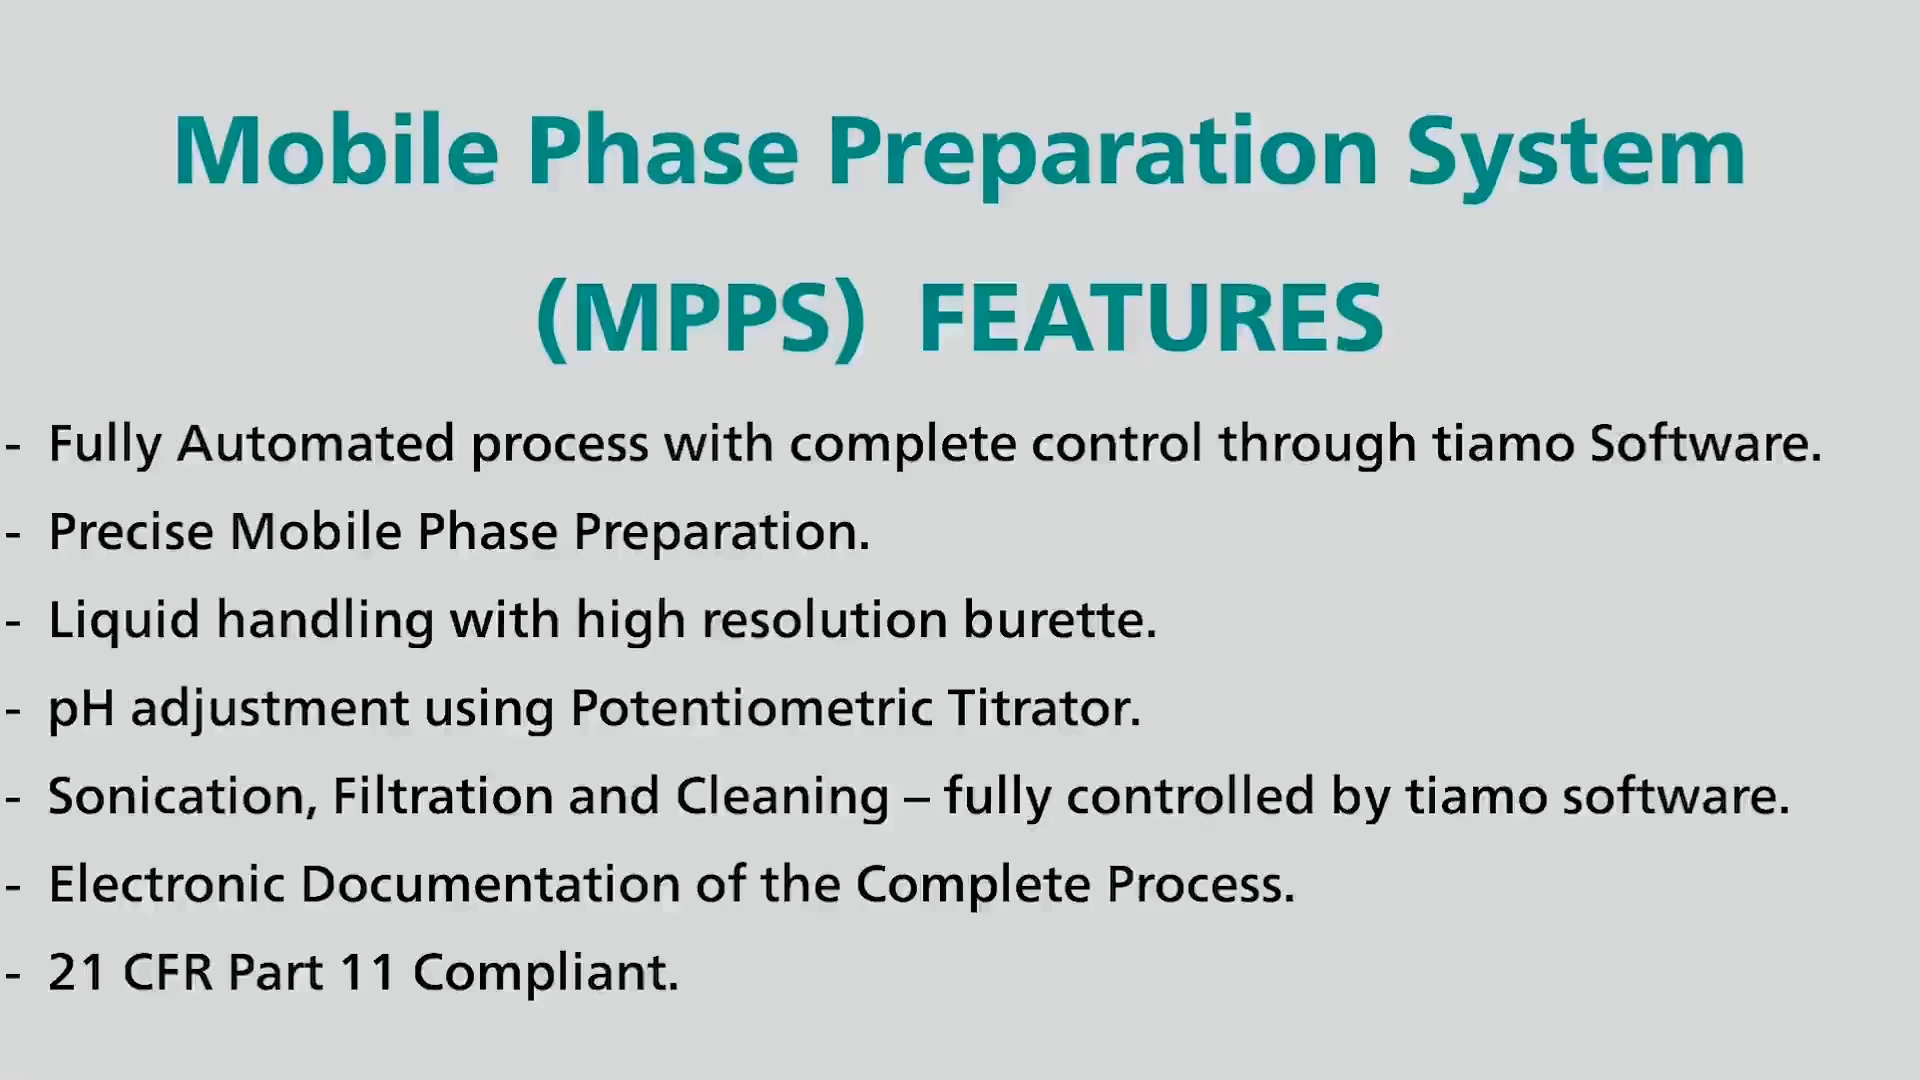 Mobile Phase Preparation System
(MPPS) FEATURES
- Fully Automated process with complete control through tiamo Software.
- Precise Mobile Phase Preparation.
- Liquid handling with high resolution burette.
- pH adjustment using Potentiometric Titrator.
- Sonication, Filtration and Cleaning – fully controlled by tiamo software.
- Electronic Documentation of the Complete Process.
- 21 CFR Part 11 Compliant.